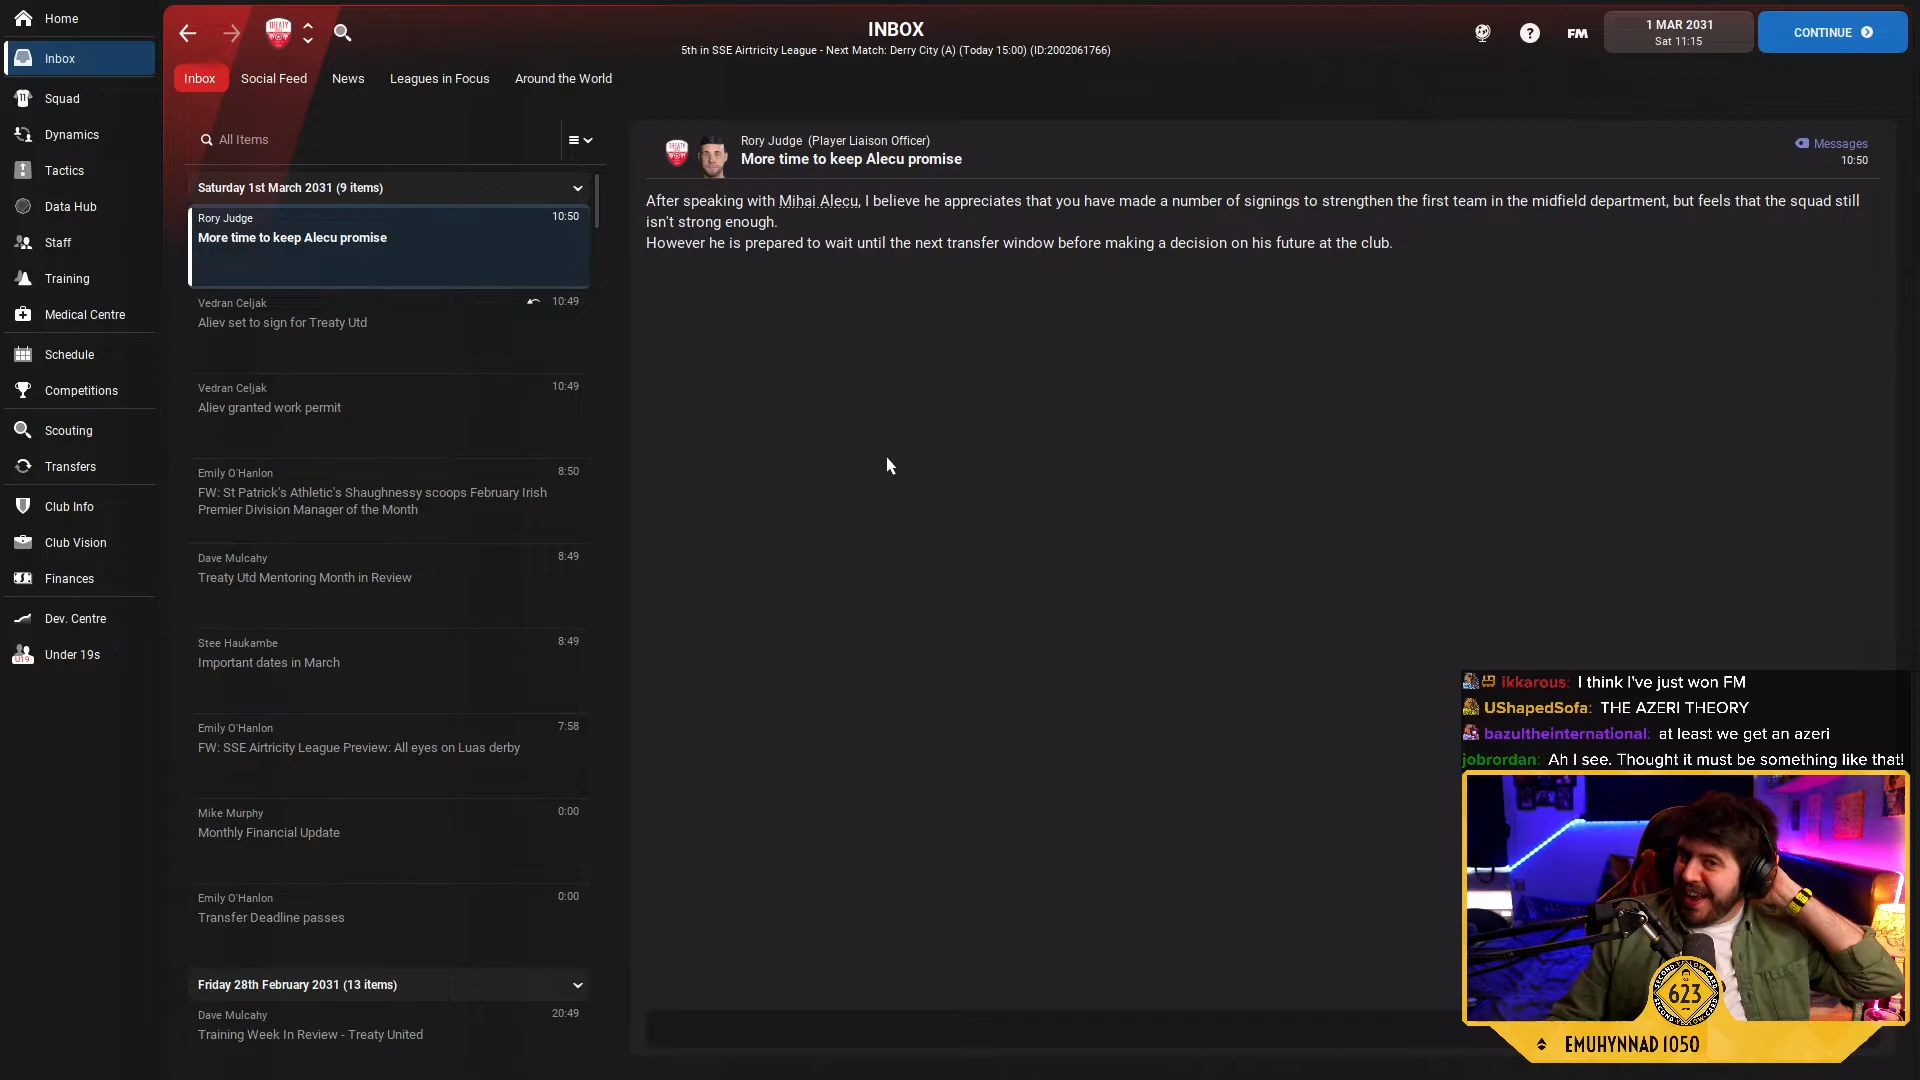 Home
Inbox
Squad
Dynamics
Tactics
Data Hub
Staff
Training
Medical Centre
Schedule
Competitions
Scouting
Transfers
Club Info
Club Vision
Finances
Dev. Centre
U19
Under 19s
TREATY
INBOX
5th in SSE Airtricity League - Next Match: Derry City (A) (Today 15:00) (ID:2002061766)
?
FM
1 MAR 2031
Sat 11:15
CONTINUE
Inbox
Social Feed
News
Leagues in Focus
Around the World
All Items
Saturday 1st March 2031 (9 items)
Rory Judge 10:50
More time to keep Alecu promise
Vedran Celjak 10:49
Aliev set to sign for Treaty Utd
Vedran Celjak 10:49
Aliev granted work permit
Emily O'Hanlon 8:50
FW: St Patrick's Athletic's Shaughnessy scoops February Irish
Premier Division Manager of the Month
Dave Mulcahy 8:49
Treaty Utd Mentoring Month in Review
Stee Haukambe 8:49
Important dates in March
Emily O'Hanlon 7:58
FW: SSE Airtricity League Preview: All eyes on Luas derby
Mike Murphy 0:00
Monthly Financial Update
Emily O'Hanlon 0:00
Transfer Deadline passes
Friday 28th February 2031 (13 items)
Dave Mulcahy 20:49
Training Week In Review - Treaty United
TREATY
Rory Judge (Player Liaison Officer)
More time to keep Alecu promise
Messages
10:50
After speaking with Mihai Alecu, I believe he appreciates that you have made a number of signings to strengthen the first team in the midfield department, but feels that the squad still
isn't strong enough.
However he is prepared to wait until the next transfer window before making a decision on his future at the club.
ikkarous: I think I've just won FM
UShapedSofa: THE AZERI THEORY
bazultheinternational: at least we get an azeri
jobrordan: Ah I see. Thought it must be something like that!
SECOND YELLOW CARD
623
SECOND YELLOW CARD
EMUHYNNAD 1050